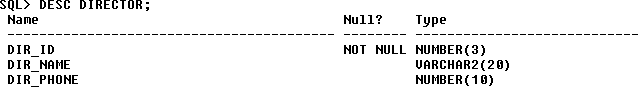 SQL> DESC DIRECTOR;
Name Null? Type
----------------------------------------- -------- ----------------------------
DIR_ID NOT NULL NUMBER(3)
DIR_NAME VARCHAR2(20)
DIR_PHONE NUMBER(10)